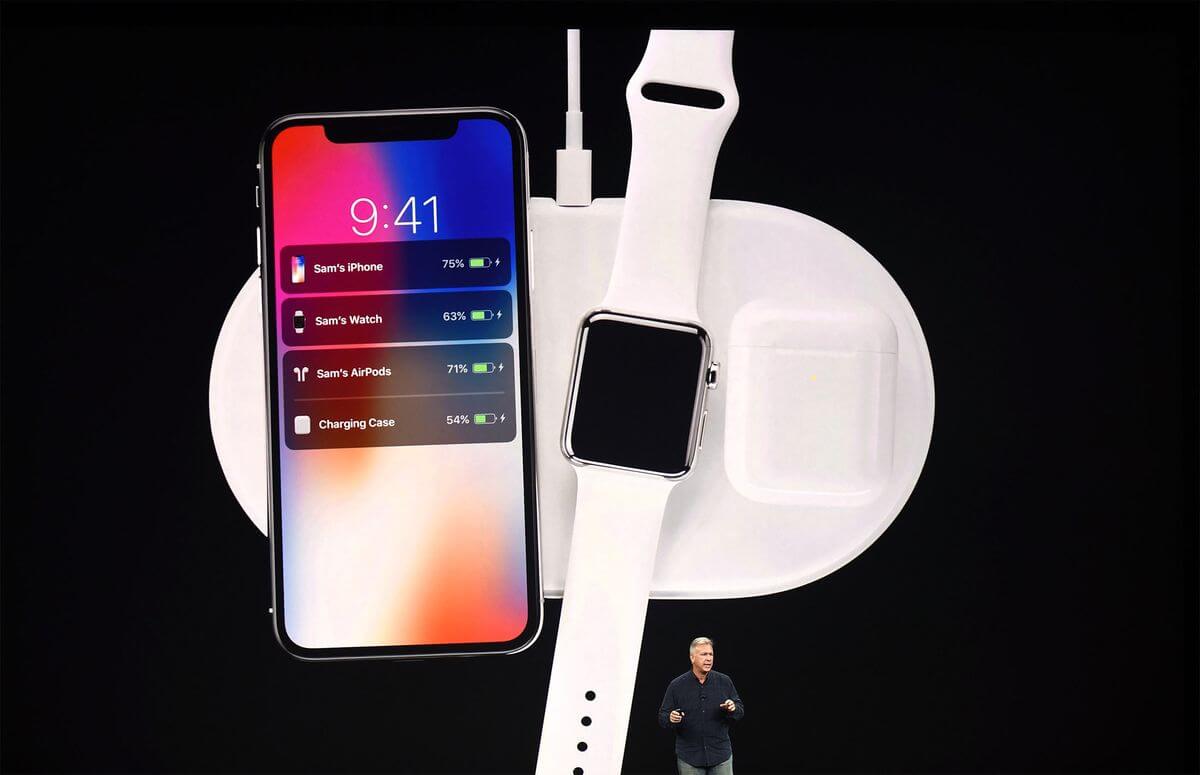 9:41
Sam's iPhone 75%
Sam's Watch 63%
Sam's AirPods 71%
Charging Case 54%